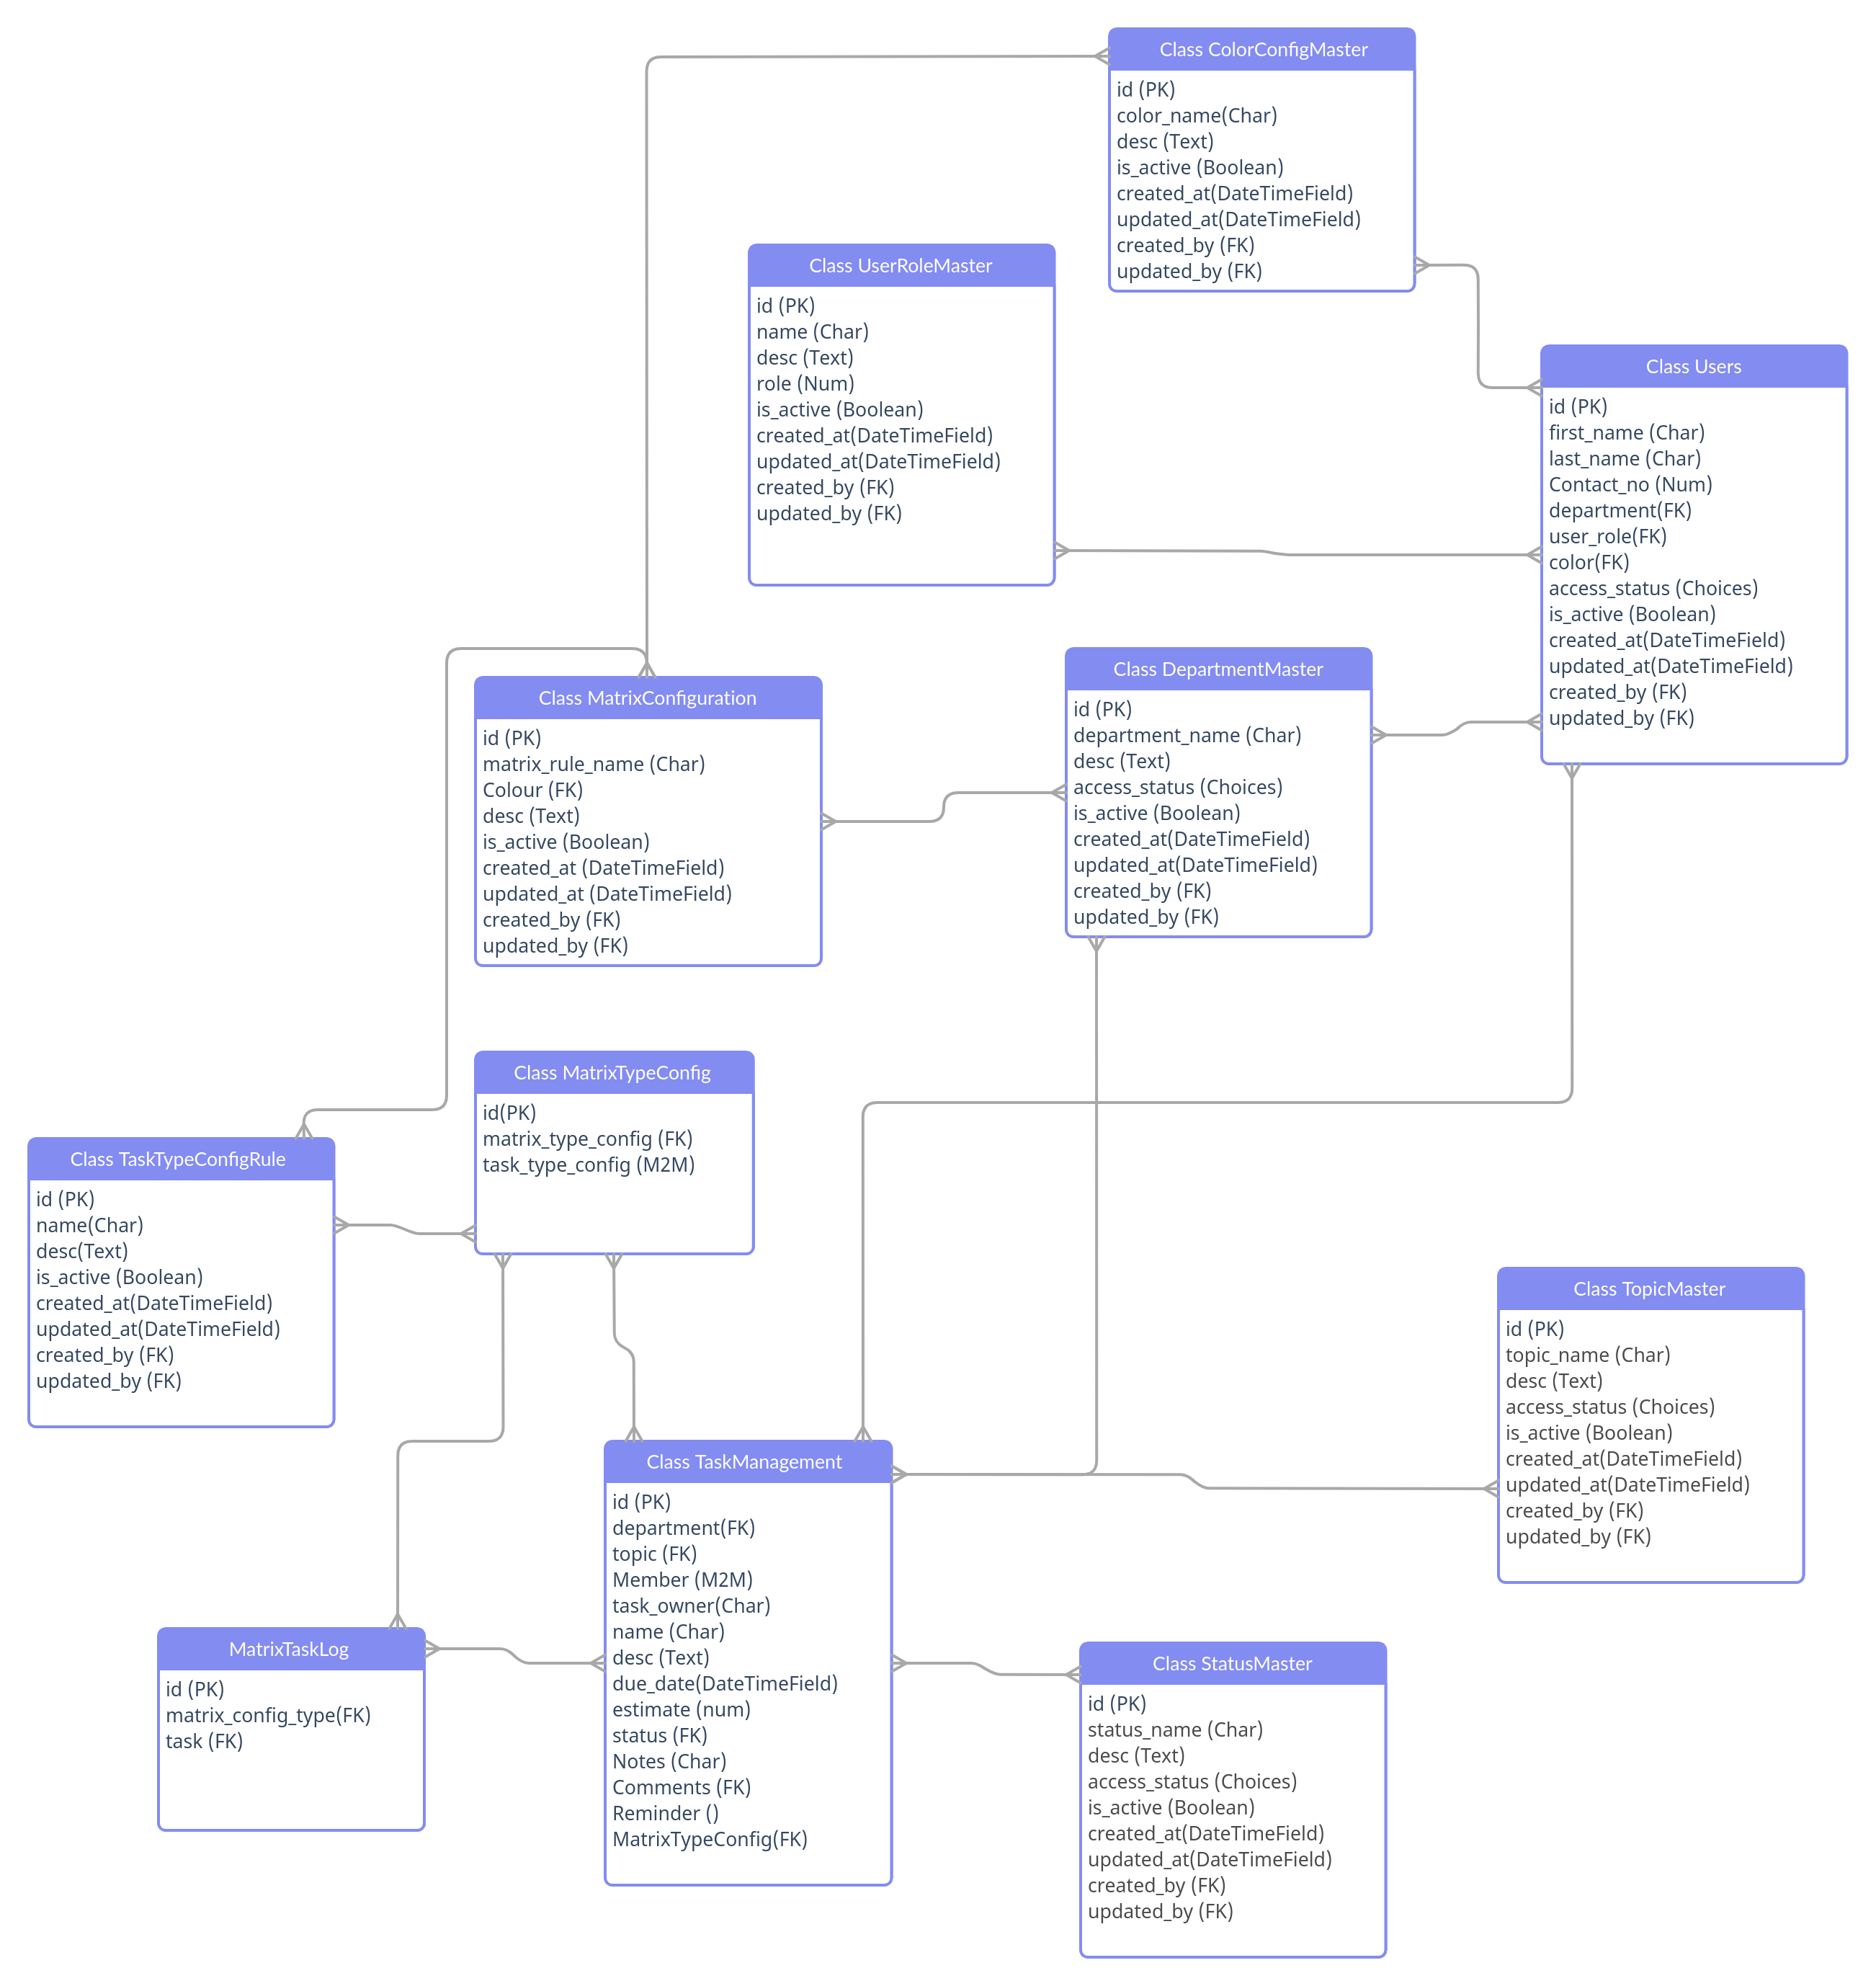 Class ColorConfigMaster
id (PK)
color_name(Char)
desc (Text)
is_active (Boolean)
created_at(DateTimeField)
updated_at(DateTimeField)
created_by (FK)
updated_by (FK)
Class UserRoleMaster
id (PK)
name (Char)
desc (Text)
role (Num)
is_active (Boolean)
created_at(DateTimeField)
updated_at(DateTimeField)
created_by (FK)
updated_by (FK)
Class Users
id (PK)
first_name (Char)
last_name (Char)
Contact_no (Num)
department(FK)
user_role(FK)
color(FK)
access_status (Choices)
is_active (Boolean)
created_at(DateTimeField)
updated_at(DateTimeField)
created_by (FK)
updated_by (FK)
Class MatrixConfiguration
id (PK)
matrix_rule_name (Char)
Colour (FK)
desc (Text)
is_active (Boolean)
created_at (DateTimeField)
updated_at (DateTimeField)
created_by (FK)
updated_by (FK)
Class DepartmentMaster
id (PK)
department_name (Char)
desc (Text)
access_status (Choices)
is_active (Boolean)
created_at(DateTimeField)
updated_at(DateTimeField)
created_by (FK)
updated_by (FK)
Class MatrixTypeConfig
id(PK)
matrix_type_config (FK)
task_type_config (M2M)
Class TaskTypeConfigRule
id (PK)
name(Char)
desc(Text)
is_active (Boolean)
created_at(DateTimeField)
updated_at(DateTimeField)
created_by (FK)
updated_by (FK)
Class TopicMaster
id (PK)
topic_name (Char)
desc (Text)
access_status (Choices)
is_active (Boolean)
created_at(DateTimeField)
updated_at(DateTimeField)
created_by (FK)
updated_by (FK)
Class TaskManagement
id (PK)
department(FK)
topic (FK)
Member (M2M)
task_owner(Char)
name (Char)
desc (Text)
due_date(DateTimeField)
estimate (num)
status (FK)
Notes (Char)
Comments (FK)
Reminder ()
MatrixTypeConfig(FK)
MatrixTaskLog
id (PK)
matrix_config_type(FK)
task (FK)
Class StatusMaster
id (PK)
status_name (Char)
desc (Text)
access_status (Choices)
is_active (Boolean)
created_at(DateTimeField)
updated_at(DateTimeField)
created_by (FK)
updated_by (FK)